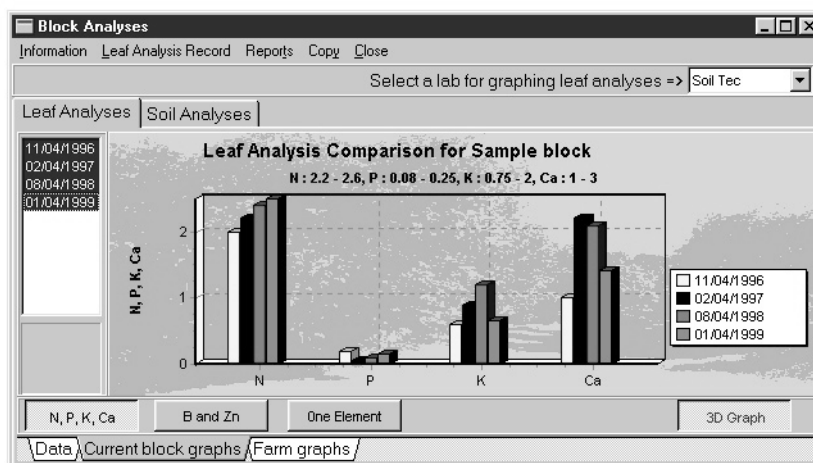 Block Analyses
Information Leaf Analysis Record Reports Copy Close
Select a lab for graphing leaf analyses => Soil Tec
Leaf Analyses Soil Analyses
11/04/1996
02/04/1997
08/04/1998
01/04/1999
Leaf Analysis Comparison for Sample block
N : 2.2 - 2.6, P : 0.08 - 0.25, K : 0.75 - 2, Ca : 1 - 3
N, P, K, Ca
2
1
0
N P K Ca
11/04/1996
02/04/1997
08/04/1998
01/04/1999
N, P, K, Ca B and Zn One Element 3D Graph
Data Current block graphs Farm graphs